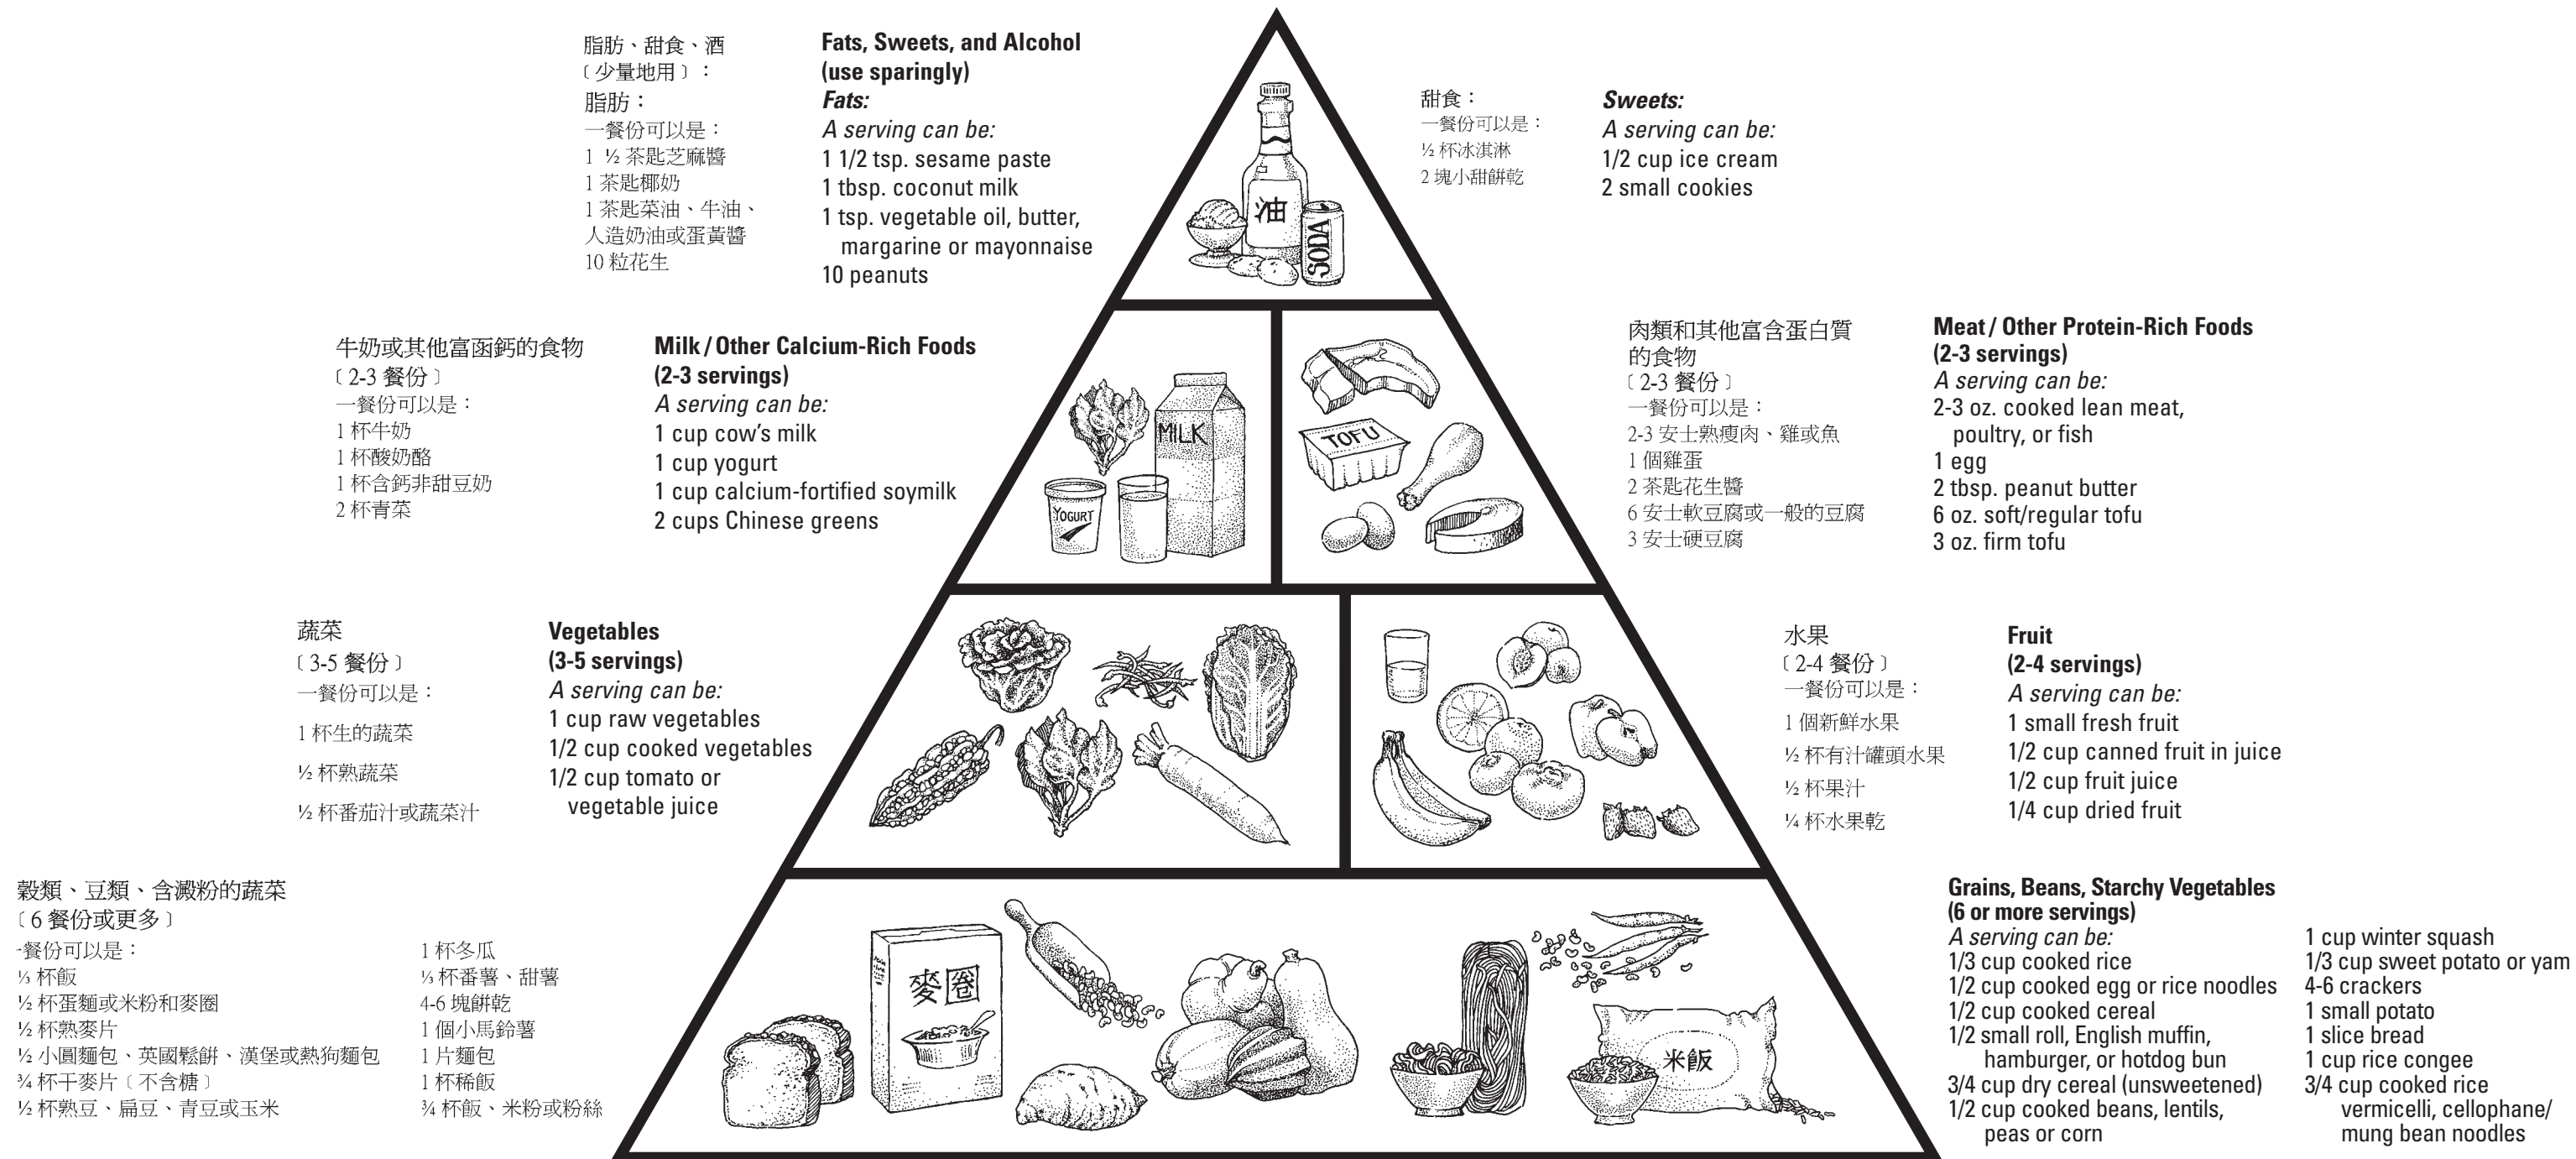 脂肪、甜食、酒
﹝少量地用﹞：
脂肪：
一餐份可以是：
1 ½ 茶匙芝麻醬
1 茶匙椰奶
1 茶匙菜油、牛油、
人造奶油或蛋黃醬
10 粒花生
Fats, Sweets, and Alcohol
(use sparingly)
Fats:
A serving can be:
1 1/2 tsp. sesame paste
1 tbsp. coconut milk
1 tsp. vegetable oil, butter,
margarine or mayonnaise
10 peanuts
油
SODA
甜食：
一餐份可以是：
½ 杯冰淇淋
2 塊小甜餅乾
Sweets:
A serving can be:
1/2 cup ice cream
2 small cookies
牛奶或其他富函鈣的食物
﹝2-3 餐份﹞
一餐份可以是：
1 杯牛奶
1 杯酸奶酪
1 杯含鈣非甜豆奶
2 杯青菜
Milk / Other Calcium-Rich Foods
(2-3 servings)
A serving can be:
1 cup cow's milk
1 cup yogurt
1 cup calcium-fortified soymilk
2 cups Chinese greens
MILK
YOGURT
TOFU
肉類和其他富含蛋白質
的食物
﹝2-3 餐份﹞
一餐份可以是：
2-3 安士熟瘦肉、雞或魚
1 個雞蛋
2 茶匙花生醬
6 安士軟豆腐或一般的豆腐
3 安士硬豆腐
Meat / Other Protein-Rich Foods
(2-3 servings)
A serving can be:
2-3 oz. cooked lean meat,
poultry, or fish
1 egg
2 tbsp. peanut butter
6 oz. soft/regular tofu
3 oz. firm tofu
蔬菜
﹝3-5 餐份﹞
一餐份可以是：
1 杯生的蔬菜
½ 杯熟蔬菜
½ 杯番茄汁或蔬菜汁
Vegetables
(3-5 servings)
A serving can be:
1 cup raw vegetables
1/2 cup cooked vegetables
1/2 cup tomato or
vegetable juice
水果
﹝2-4 餐份﹞
一餐份可以是：
1 個新鮮水果
½ 杯有汁罐頭水果
½ 杯果汁
¼ 杯水果乾
Fruit
(2-4 servings)
A serving can be:
1 small fresh fruit
1/2 cup canned fruit in juice
1/2 cup fruit juice
1/4 cup dried fruit
穀類、豆類、含澱粉的蔬菜
﹝6 餐份或更多﹞
一餐份可以是：
⅓ 杯飯
½ 杯蛋麵或米粉和麥圈
½ 杯熟麥片
½ 小圓麵包、英國鬆餅、漢堡或熱狗麵包
¾ 杯干麥片﹝不含糖﹞
½ 杯熟豆、扁豆、青豆或玉米
1 杯冬瓜
⅓ 杯番薯、甜薯
4-6 塊餅乾
1 個小馬鈴薯
1 片麵包
1 杯稀飯
¾ 杯飯、米粉或粉絲
麥圈
米飯
Grains, Beans, Starchy Vegetables
(6 or more servings)
A serving can be:
1/3 cup cooked rice
1/2 cup cooked egg or rice noodles
1/2 cup cooked cereal
1/2 small roll, English muffin,
hamburger, or hotdog bun
3/4 cup dry cereal (unsweetened)
1/2 cup cooked beans, lentils,
peas or corn
1 cup winter squash
1/3 cup sweet potato or yam
4-6 crackers
1 small potato
1 slice bread
1 cup rice congee
3/4 cup cooked rice
vermicelli, cellophane/
mung bean noodles